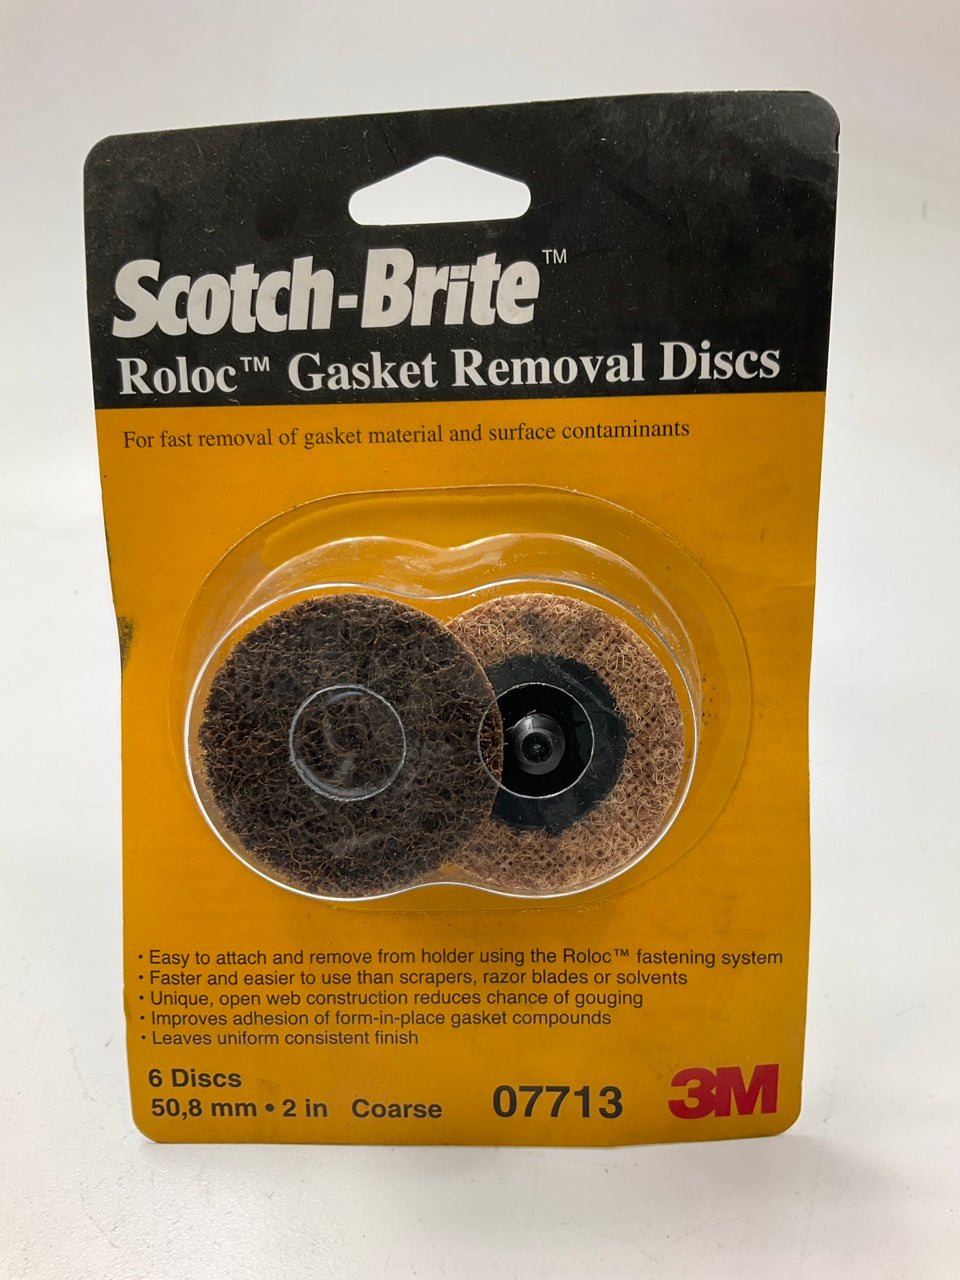 Scotch-Brite™
Roloc™ Gasket Removal Discs
For fast removal of gasket material and surface contaminants
• Easy to attach and remove from holder using the Roloc™ fastening system
• Faster and easier to use than scrapers, razor blades or solvents
• Unique, open web construction reduces chance of gouging
• Improves adhesion of form-in-place gasket compounds
• Leaves uniform consistent finish
6 Discs
50,8 mm • 2 in Coarse 07713 3M